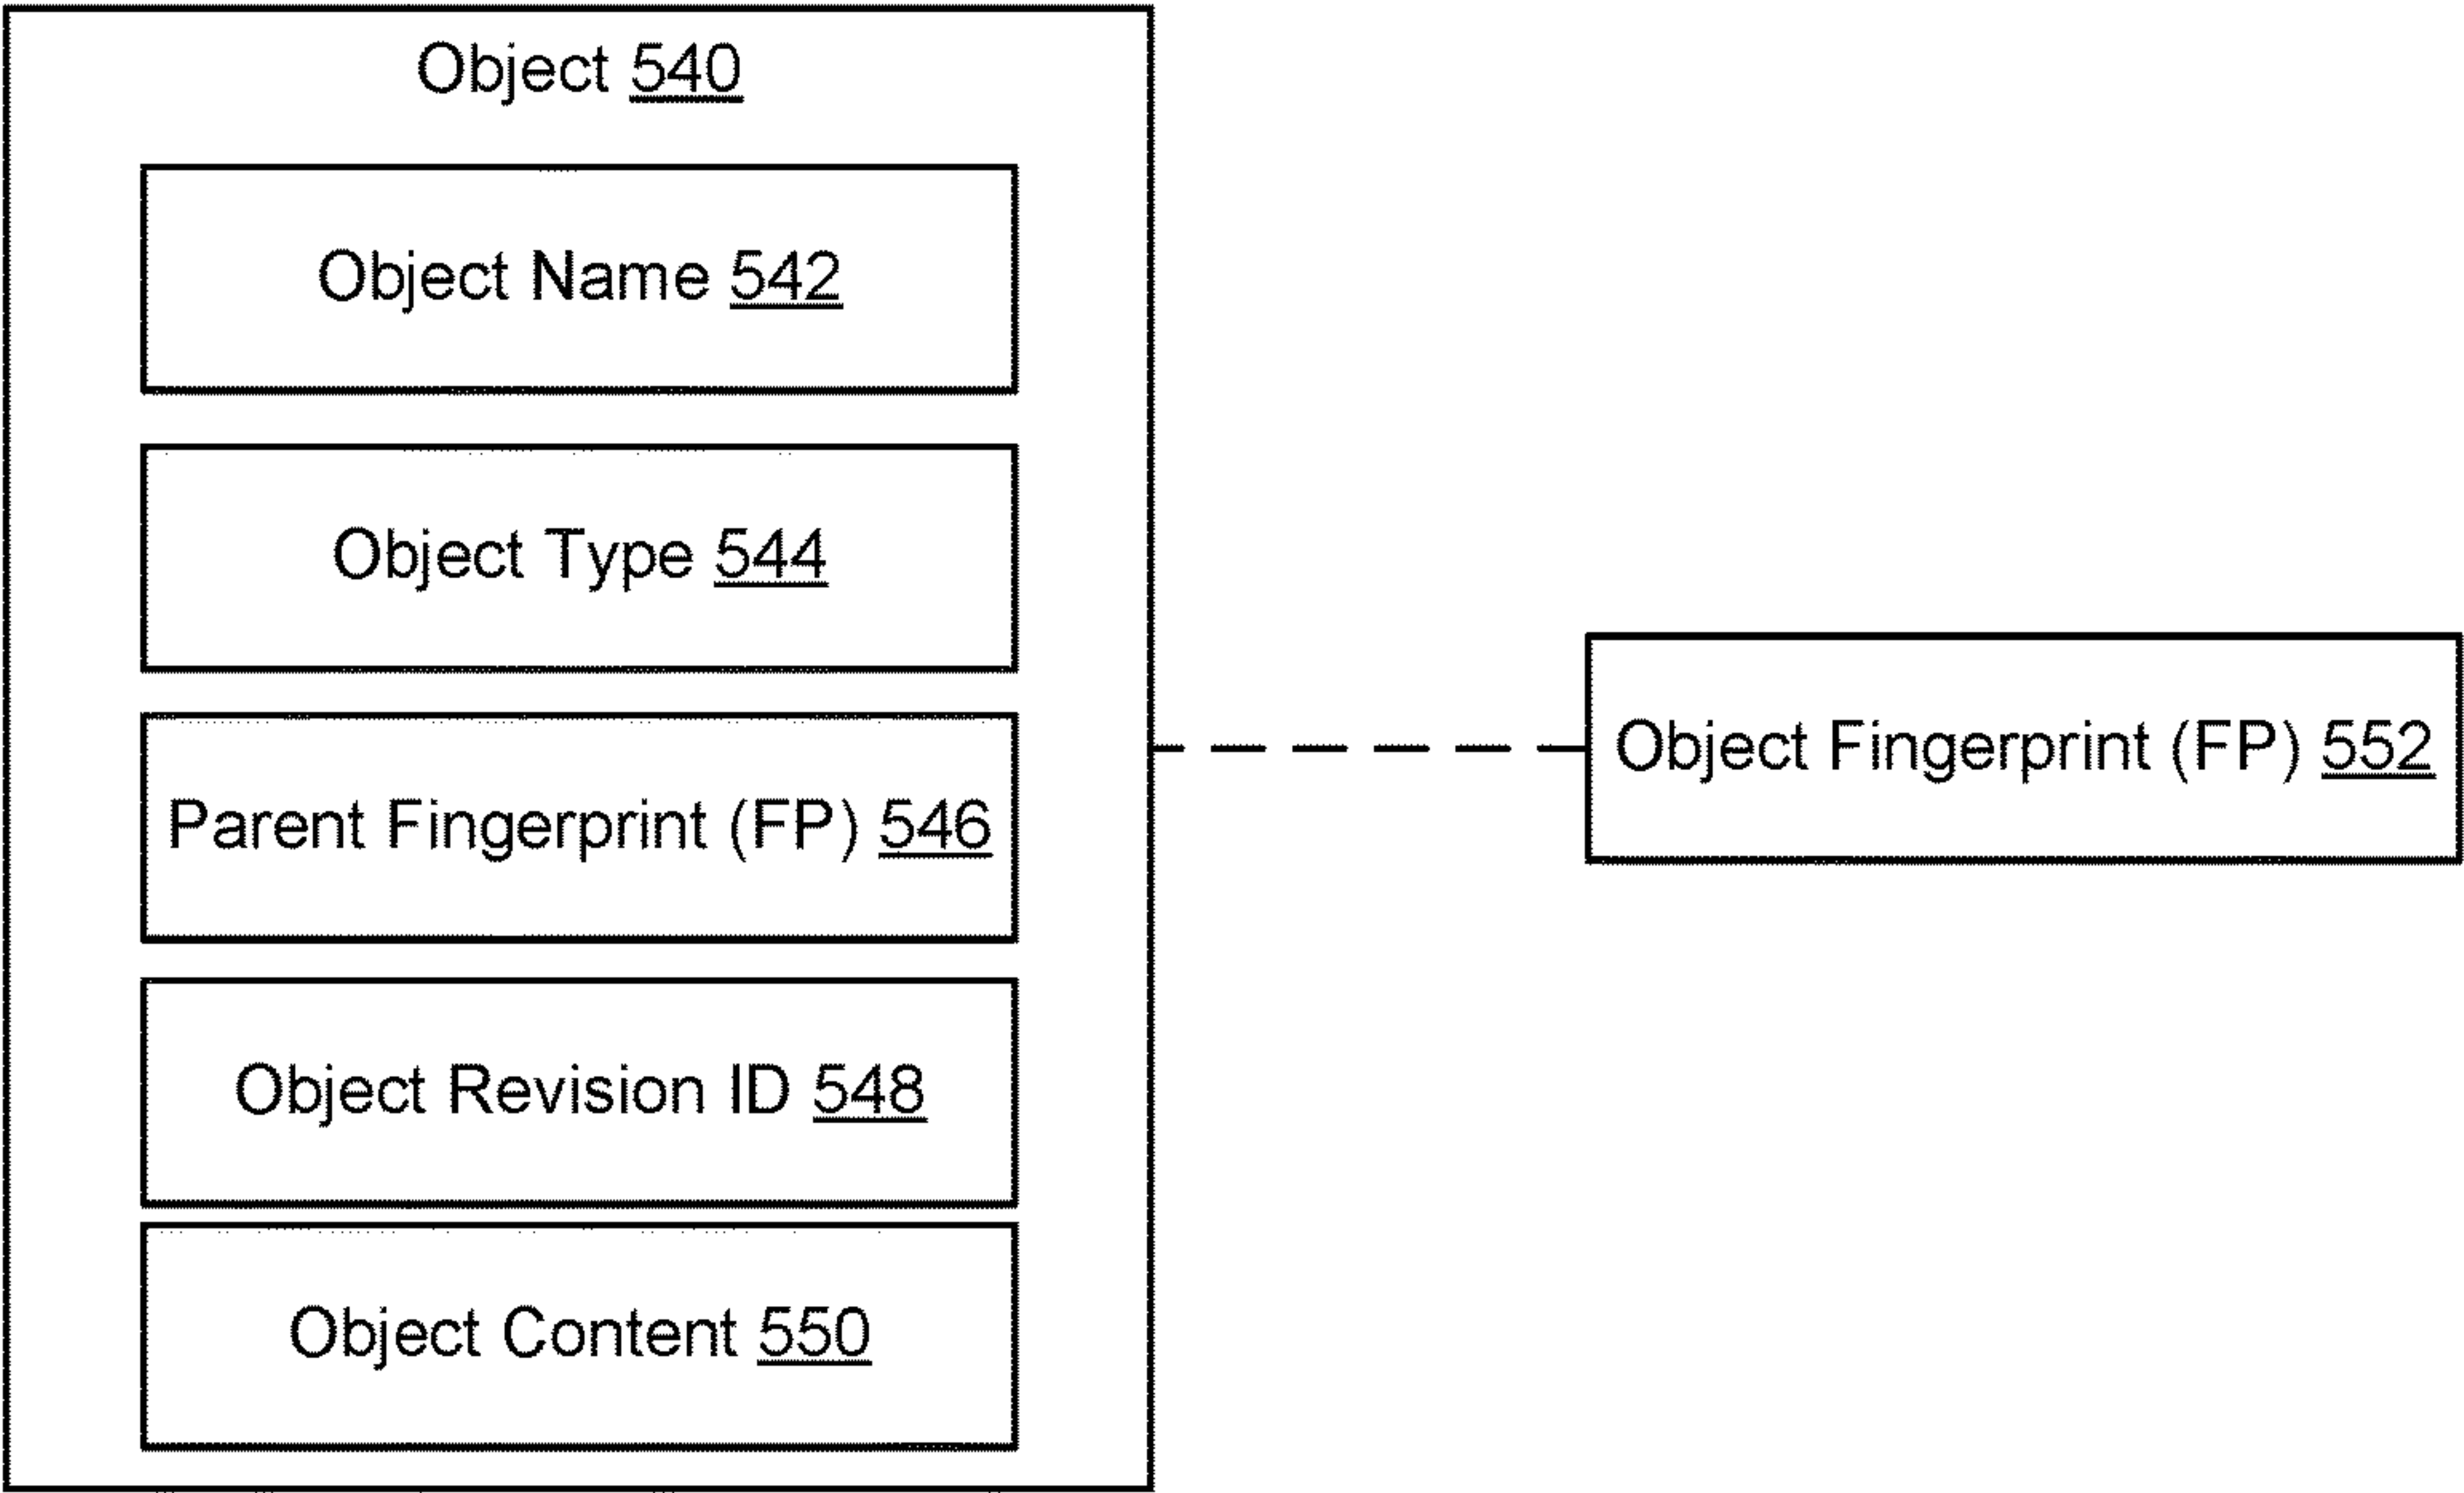 Object 540
Object Name 542
Object Type 544
Parent Fingerprint (FP) 546
Object Revision ID 548
Object Content 550
Object Fingerprint (FP) 552